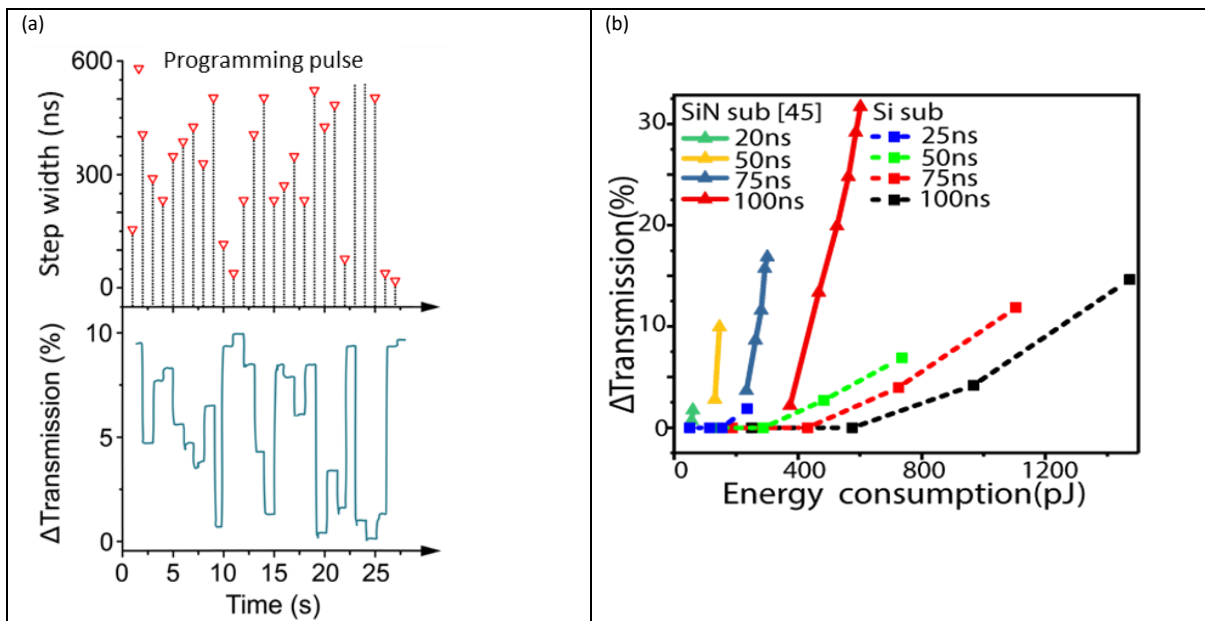 (a)
Programming pulse
600
300
0
Step width (ns)
10
5
0
ΔTransmission (%)
0 5 10 15 20 25
Time (s)
(b)
SiN sub [45] Si sub
20ns 25ns
50ns 50ns
75ns 75ns
100ns 100ns
30
20
10
0
ΔTransmission(%)
0 400 800 1200
Energy consumption(pJ)